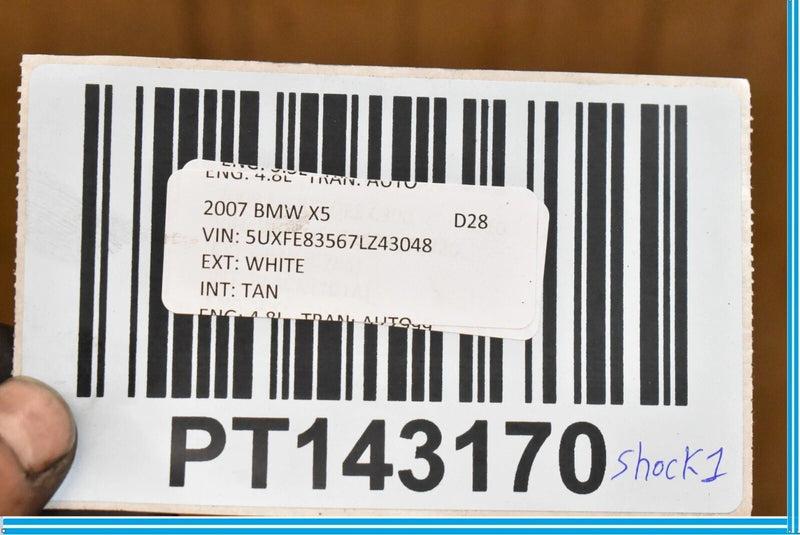 ENG: 4.8L TRAN: AUTO
2007 BMW X5 D28
VIN: 5UXFE83567LZ43048
EXT: WHITE
INT: TAN
ENG: 4.8L TRAN: AUTO
PT143170 shock1